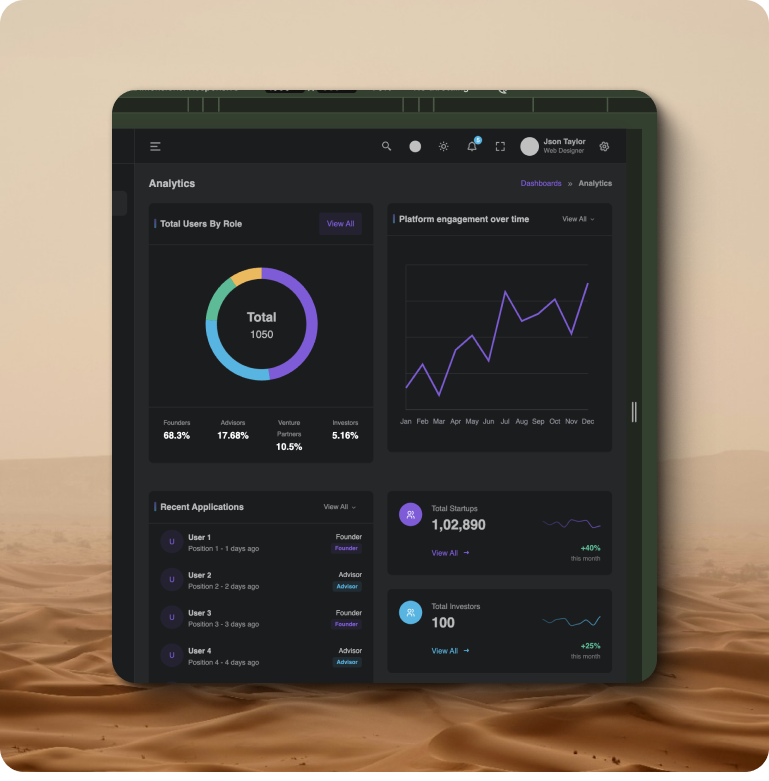 5
Json Taylor
Web Designer
Analytics
Dashboards » Analytics
Total Users By Role
View All
Total
1050
Founders
68.3%
Advisors
17.68%
Venture
Partners
10.5%
Investors
5.16%
Platform engagement over time
View All
Jan Feb Mar Apr May Jun Jul Aug Sep Oct Nov Dec
Recent Applications
View All
U
User 1
Position 1 - 1 days ago
Founder
Founder
U
User 2
Position 2 - 2 days ago
Advisor
Advisor
U
User 3
Position 3 - 3 days ago
Founder
Founder
U
User 4
Position 4 - 4 days ago
Advisor
Advisor
Total Startups
1,02,890
View All →
+40%
this month
Total Investors
100
View All →
+25%
this month